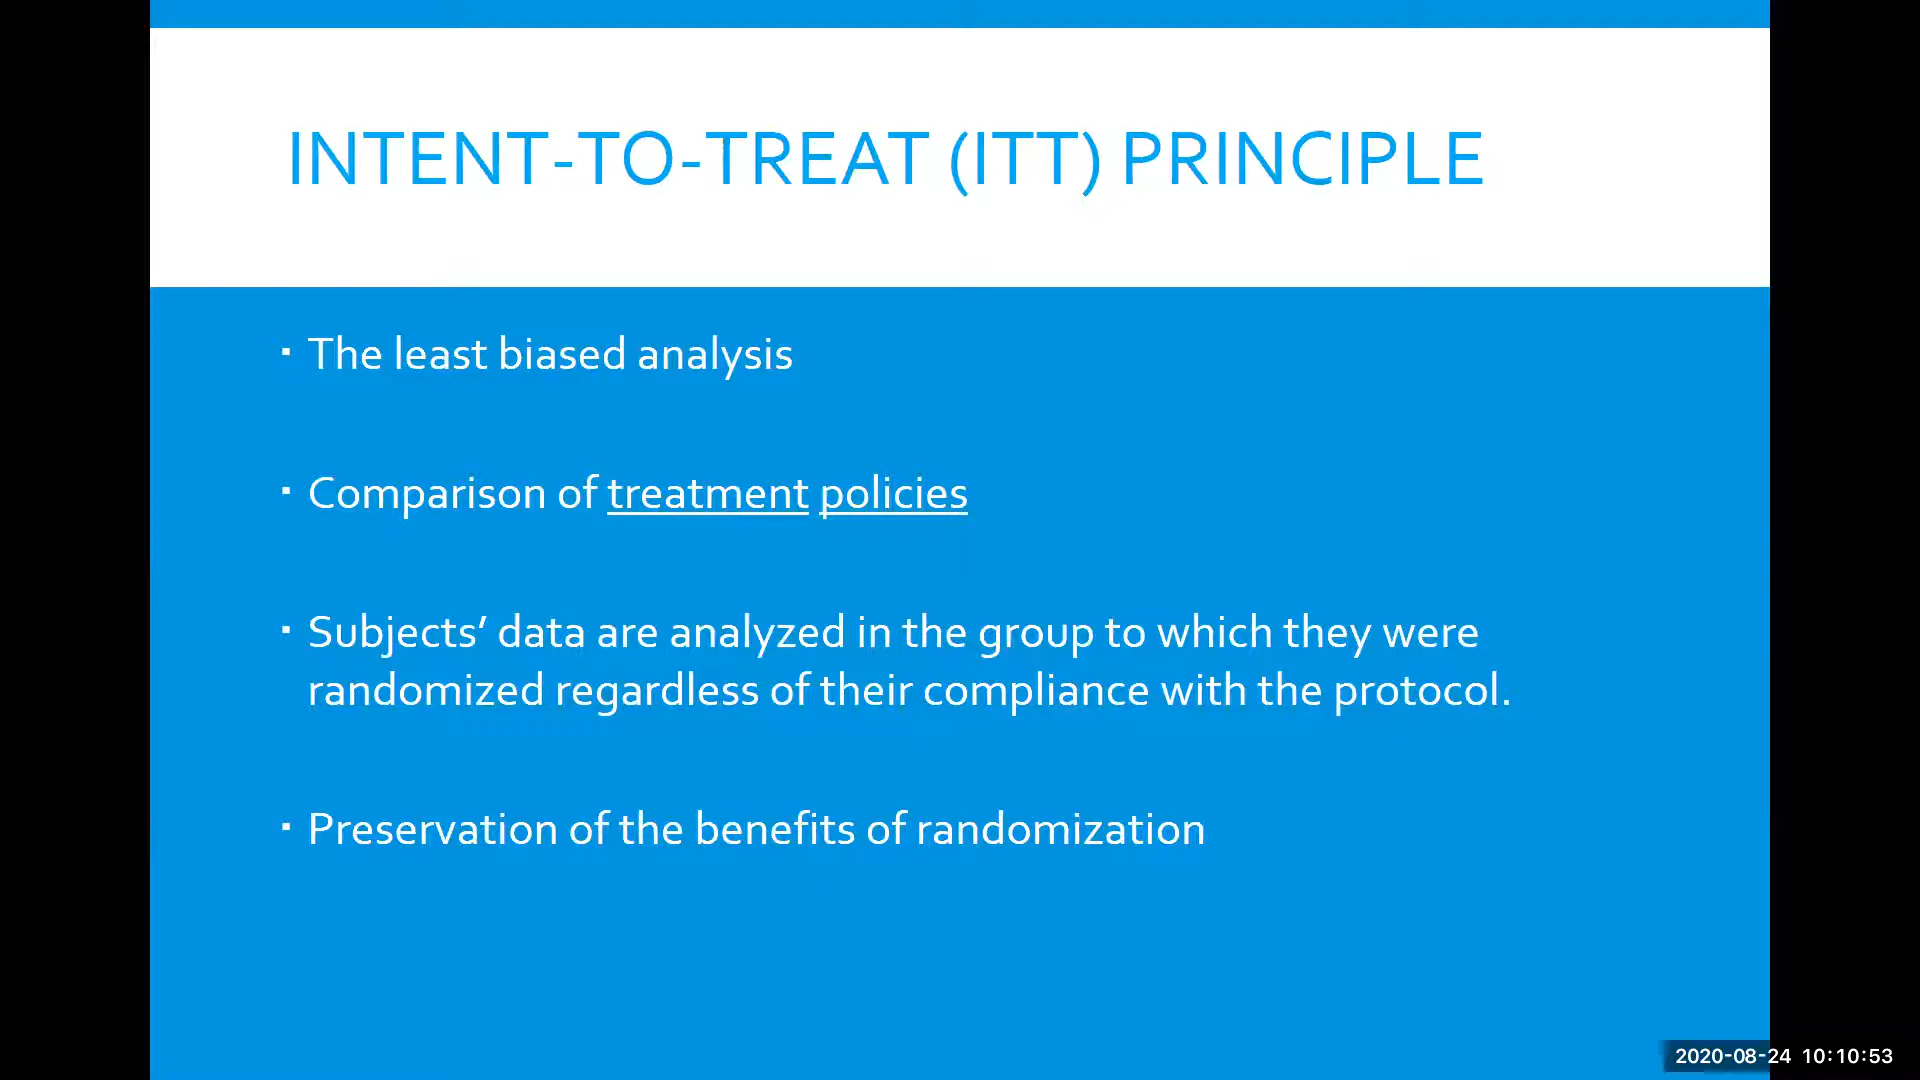 INTENT-TO-TREAT (ITT) PRINCIPLE
▪ The least biased analysis
▪ Comparison of treatment policies
▪ Subjects’ data are analyzed in the group to which they were
randomized regardless of their compliance with the protocol.
▪ Preservation of the benefits of randomization
2020-08-24 10:10:53